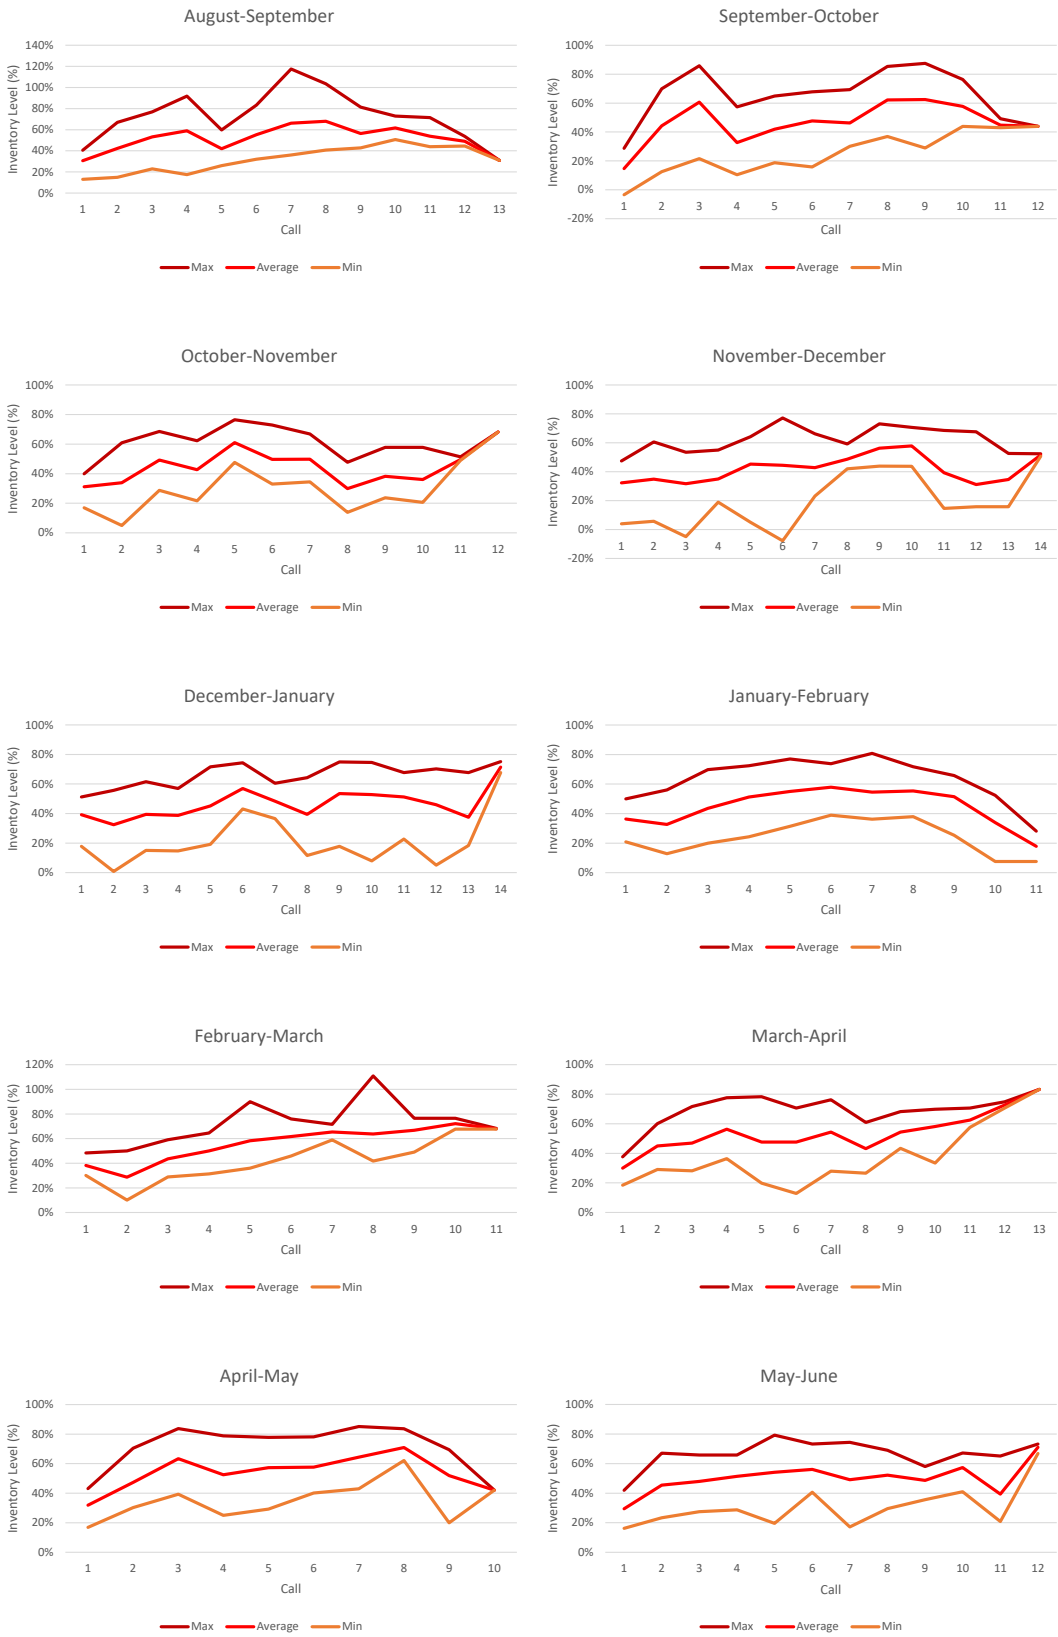 August-September
140%
120%
100%
80%
60%
40%
20%
0%
Inventory Level (%)
1 2 3 4 5 6 7 8 9 10 11 12 13
Call
Max Average Min
September-October
100%
80%
60%
40%
20%
0%
-20%
Inventory Level (%)
1 2 3 4 5 6 7 8 9 10 11 12
Call
Max Average Min
October-November
100%
80%
60%
40%
20%
0%
Inventory Level (%)
1 2 3 4 5 6 7 8 9 10 11 12
Call
Max Average Min
November-December
100%
80%
60%
40%
20%
0%
-20%
Inventory Level (%)
1 2 3 4 5 6 7 8 9 10 11 12 13 14
Call
Max Average Min
December-January
100%
80%
60%
40%
20%
0%
Inventoy Level (%)
1 2 3 4 5 6 7 8 9 10 11 12 13 14
Call
Max Average Min
January-February
100%
80%
60%
40%
20%
0%
Inventory Level (%)
1 2 3 4 5 6 7 8 9 10 11
Call
Max Average Min
February-March
120%
100%
80%
60%
40%
20%
0%
Inventory Level (%)
1 2 3 4 5 6 7 8 9 10 11
Call
Max Average Min
March-April
100%
80%
60%
40%
20%
0%
Inventory Level (%)
1 2 3 4 5 6 7 8 9 10 11 12 13
Call
Max Average Min
April-May
100%
80%
60%
40%
20%
0%
Inventory Level (%)
1 2 3 4 5 6 7 8 9 10
Call
Max Average Min
May-June
100%
80%
60%
40%
20%
0%
Inventory Level (%)
1 2 3 4 5 6 7 8 9 10 11 12
Call
Max Average Min